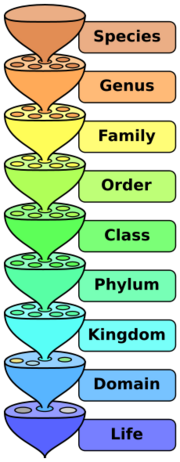 Species
Genus
Family
Order
Class
Phylum
Kingdom
Domain
Life